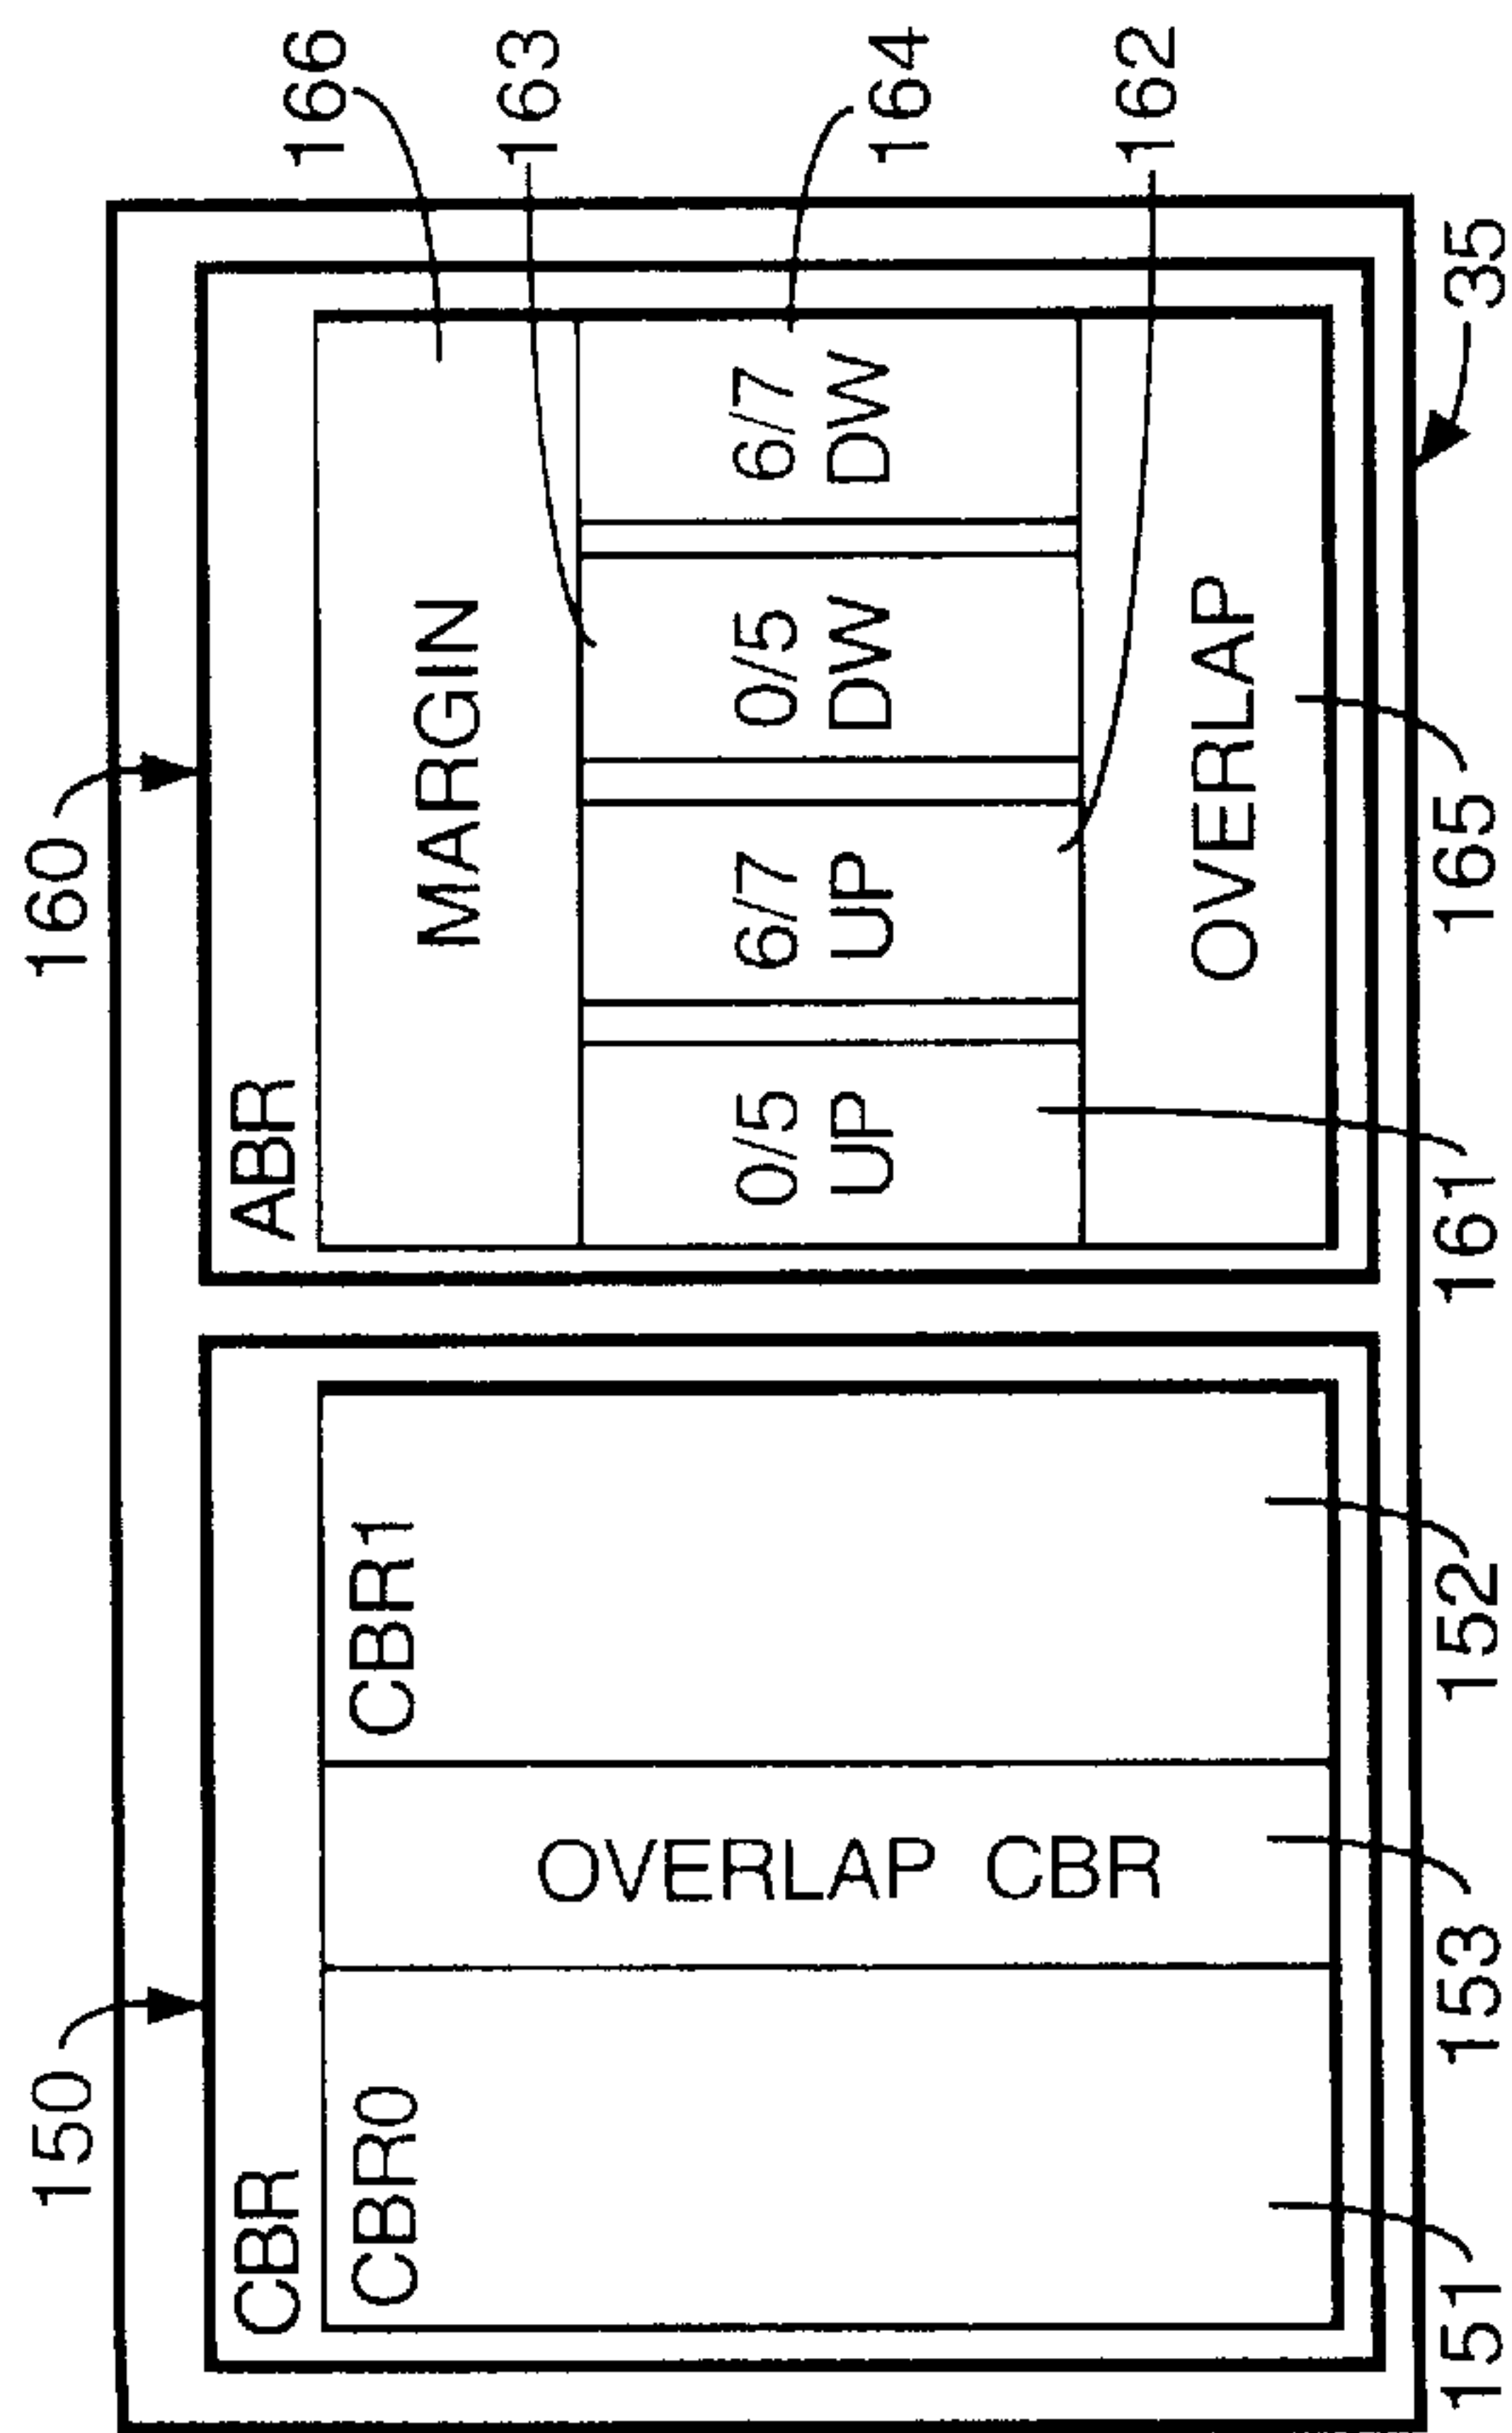 150
160
166
163
164
162
CBR
CBR0
OVERLAP CBR
CBR1
ABR
MARGIN
0/5
UP
6/7
UP
0/5
DW
6/7
DW
OVERLAP
151
153
152
161
165
35